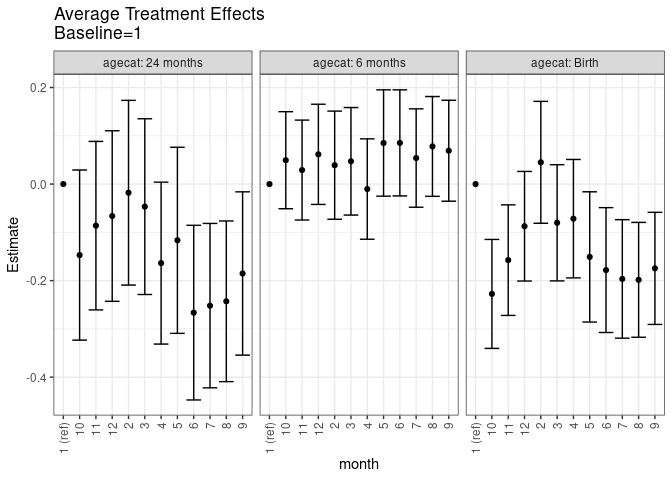 Average Treatment Effects
Baseline=1
agecat: 24 months
agecat: 6 months
agecat: Birth
Estimate
0.2
0.0
-0.2
-0.4
1 (ref) 10 11 12 2 3 4 5 6 7 8 9
1 (ref) 10 11 12 2 3 4 5 6 7 8 9
1 (ref) 10 11 12 2 3 4 5 6 7 8 9
month